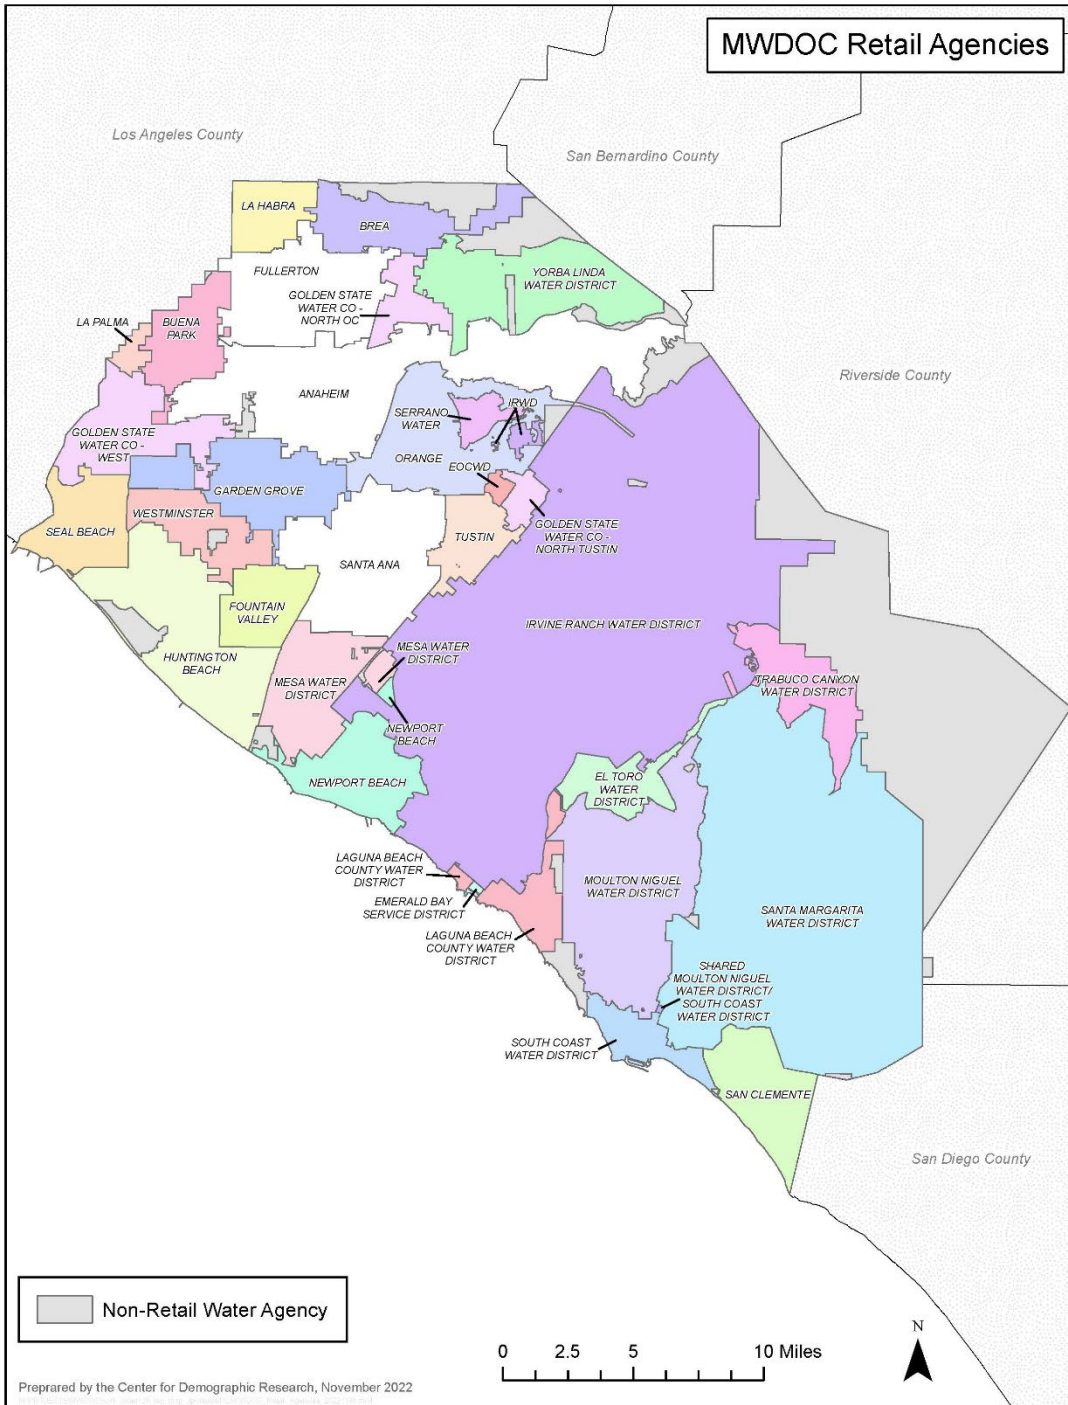 MWDOC Retail Agencies
Los Angeles County
San Bernardino County
LA HABRA
BREA
FULLERTON
YORBA LINDA
WATER DISTRICT
GOLDEN STATE
WATER CO -
NORTH OC
LA PALMA
BUENA
PARK
Riverside County
ANAHEIM
SERRANO
WATER
IRWD
GOLDEN STATE
WATER CO -
WEST
ORANGE
EOCWD
GARDEN GROVE
WESTMINSTER
SEAL BEACH
TUSTIN
GOLDEN STATE
WATER CO -
NORTH TUSTIN
SANTA ANA
FOUNTAIN
VALLEY
IRVINE RANCH WATER DISTRICT
HUNTINGTON
BEACH
MESA WATER
DISTRICT
MESA WATER
DISTRICT
TRABUCO CANYON
WATER DISTRICT
NEWPORT
BEACH
NEWPORT BEACH
EL TORO
WATER
DISTRICT
LAGUNA BEACH
COUNTY WATER
DISTRICT
EMERALD BAY
SERVICE DISTRICT
MOULTON NIGUEL
WATER DISTRICT
SANTA MARGARITA
WATER DISTRICT
LAGUNA BEACH
COUNTY WATER
DISTRICT
SHARED
MOULTON NIGUEL
WATER DISTRICT/
SOUTH COAST
WATER DISTRICT
SOUTH COAST
WATER DISTRICT
SAN CLEMENTE
San Diego County
Non-Retail Water Agency
N
0 2.5 5 10 Miles
Preprared by the Center for Demographic Research, November 2022